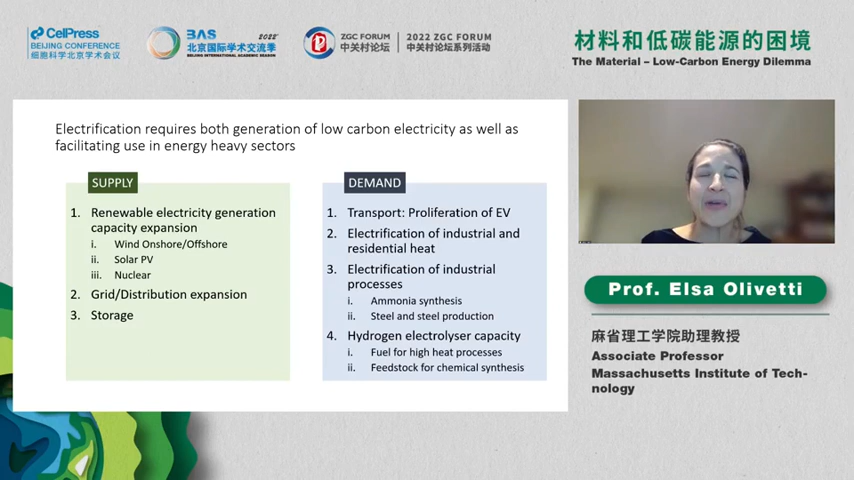 CellPress
BEIJING CONFERENCE
细胞科学北京学术会议
BAS 2022
北京国际学术交流季
BEIJING INTERNATIONAL ACADEMIC SEASON
ZGC FORUM
中关村论坛
2022 ZGC FORUM
中关村论坛系列活动
材料和低碳能源的困境
The Material – Low-Carbon Energy Dilemma
Electrification requires both generation of low carbon electricity as well as
facilitating use in energy heavy sectors
SUPPLY
1. Renewable electricity generation
capacity expansion
i. Wind Onshore/Offshore
ii. Solar PV
iii. Nuclear
2. Grid/Distribution expansion
3. Storage
DEMAND
1. Transport: Proliferation of EV
2. Electrification of industrial and
residential heat
3. Electrification of industrial
processes
i. Ammonia synthesis
ii. Steel and steel production
4. Hydrogen electrolyser capacity
i. Fuel for high heat processes
ii. Feedstock for chemical synthesis
Prof. Elsa Olivetti
麻省理工学院助理教授
Associate Professor
Massachusetts Institute of Tech-
nology